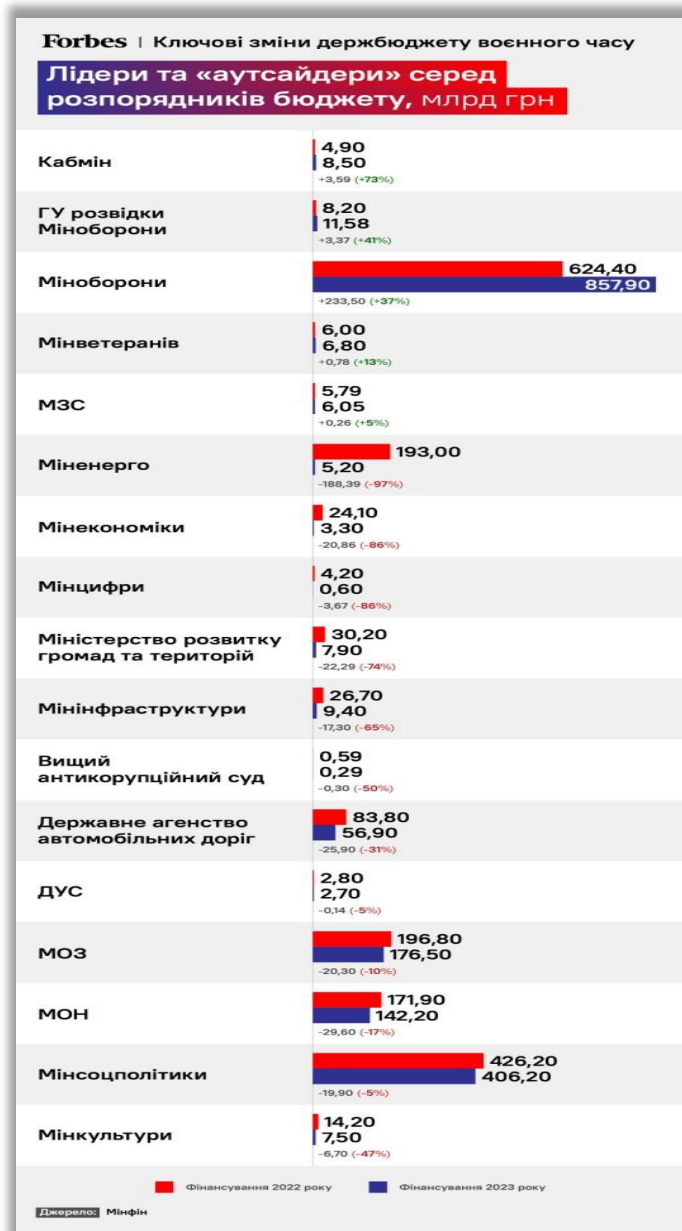 Forbes | Ключові зміни держбюджету воєнного часу
Лідери та «аутсайдери» серед
розпорядників бюджету, млрд грн
Кабмін
4,90
8,50
+3,59 (+73%)
ГУ розвідки
Міноборони
8,20
11,58
+3,37 (+41%)
Міноборони
624,40
857,90
+233,50 (+37%)
Мінветеранів
6,00
6,80
+0,78 (+13%)
МЗС
5,79
6,05
+0,26 (+5%)
Міненерго
193,00
5,20
-188,39 (-97%)
Мінекономіки
24,10
3,30
-20,86 (-86%)
Мінцифри
4,20
0,60
-3,67 (-86%)
Міністерство розвитку
громад та територій
30,20
7,90
-22,29 (-74%)
Мінінфраструктури
26,70
9,40
-17,30 (-65%)
Вищий
антикорупційний суд
0,59
0,29
-0,30 (-50%)
Державне агенство
автомобільних доріг
83,80
56,90
-25,90 (-31%)
ДУС
2,80
2,70
-0,14 (-5%)
МОЗ
196,80
176,50
-20,30 (-10%)
МОН
171,90
142,20
-29,60 (-17%)
Мінсоцполітики
426,20
406,20
-19,90 (-5%)
Мінкультури
14,20
7,50
-6,70 (-47%)
Фінансування 2022 року Фінансування 2023 року
Джерело: Мінфін